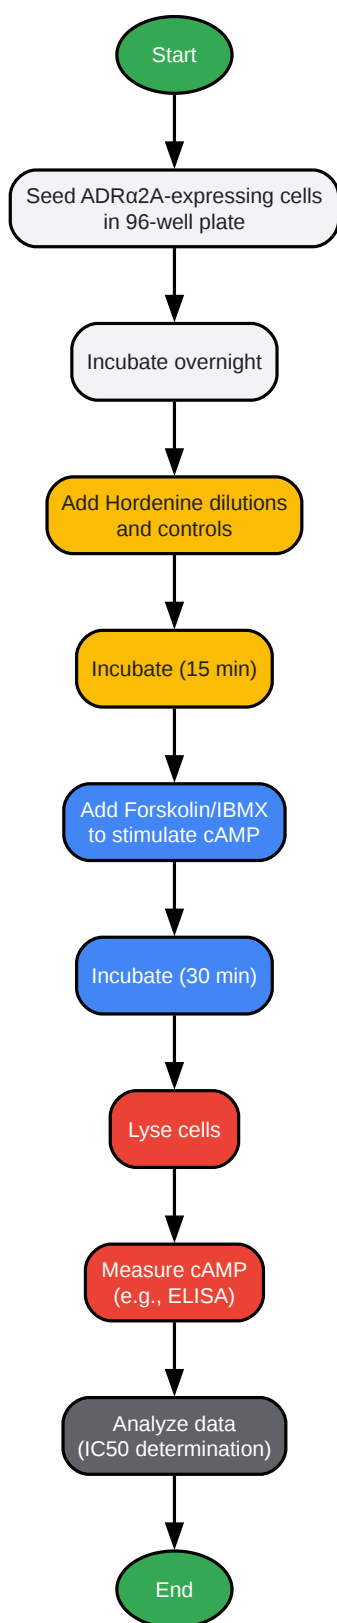 Start
Seed ADRα2A-expressing cells
in 96-well plate
Incubate overnight
Add Hordenine dilutions
and controls
Incubate (15 min)
Add Forskolin/IBMX
to stimulate cAMP
Incubate (30 min)
Lyse cells
Measure cAMP
(e.g., ELISA)
Analyze data
(IC50 determination)
End